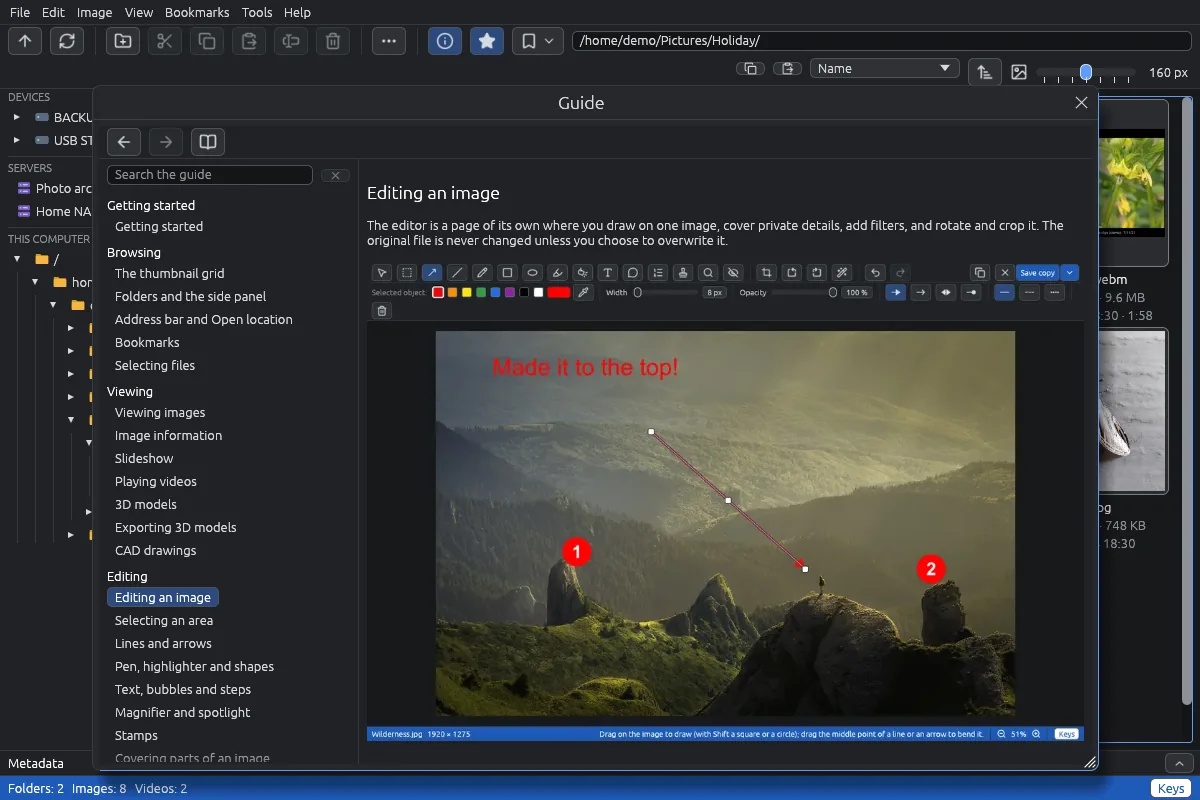 File Edit Image View Bookmarks Tools Help
/home/demo/Pictures/Holiday/
Name
160 px
DEVICES
BACKU
USB ST
SERVERS
Photo arc
Home NA
THIS COMPUTER
/
hor
Guide
Search the guide
Getting started
Getting started
Browsing
The thumbnail grid
Folders and the side panel
Address bar and Open location
Bookmarks
Selecting files
Viewing
Viewing images
Image information
Slideshow
Playing videos
3D models
Exporting 3D models
CAD drawings
Editing
Editing an image
Selecting an area
Lines and arrows
Pen, highlighter and shapes
Text, bubbles and steps
Magnifier and spotlight
Stamps
Covering parts of an image
Editing an image
The editor is a page of its own where you draw on one image, cover private details, add filters, and rotate and crop it. The
original file is never changed unless you choose to overwrite it.
Save copy
Selected object:
Width
8 px
Opacity
100 %
Made it to the top!
1
2
Wilderness.jpg 1920 × 1275
Drag on the image to draw (with Shift a square or a circle); drag the middle point of a line or an arrow to bend it.
51%
Keys
webm
- 9.6 MB
:30 - 1:58
og
- 748 KB
18:30
Metadata
Folders: 2 Images: 8 Videos: 2
Keys